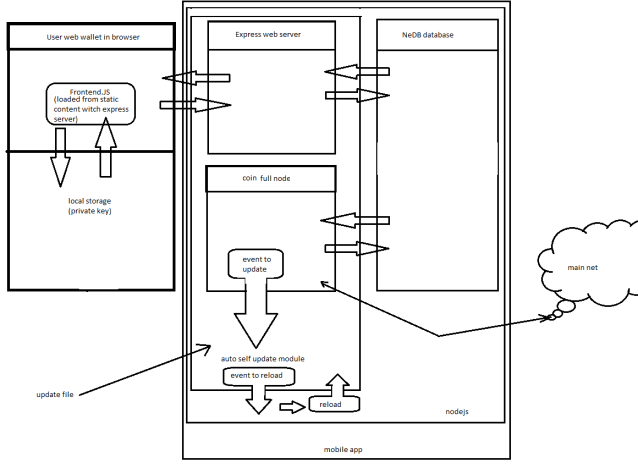 User web wallet in browser
Express web server
NeDB database
Frontend.JS
(loaded from static
content witch express
server)
coin full node
local storage
(private key)
event to
update
main net
auto self update module
event to reload
update file
reload
nodejs
mobile app